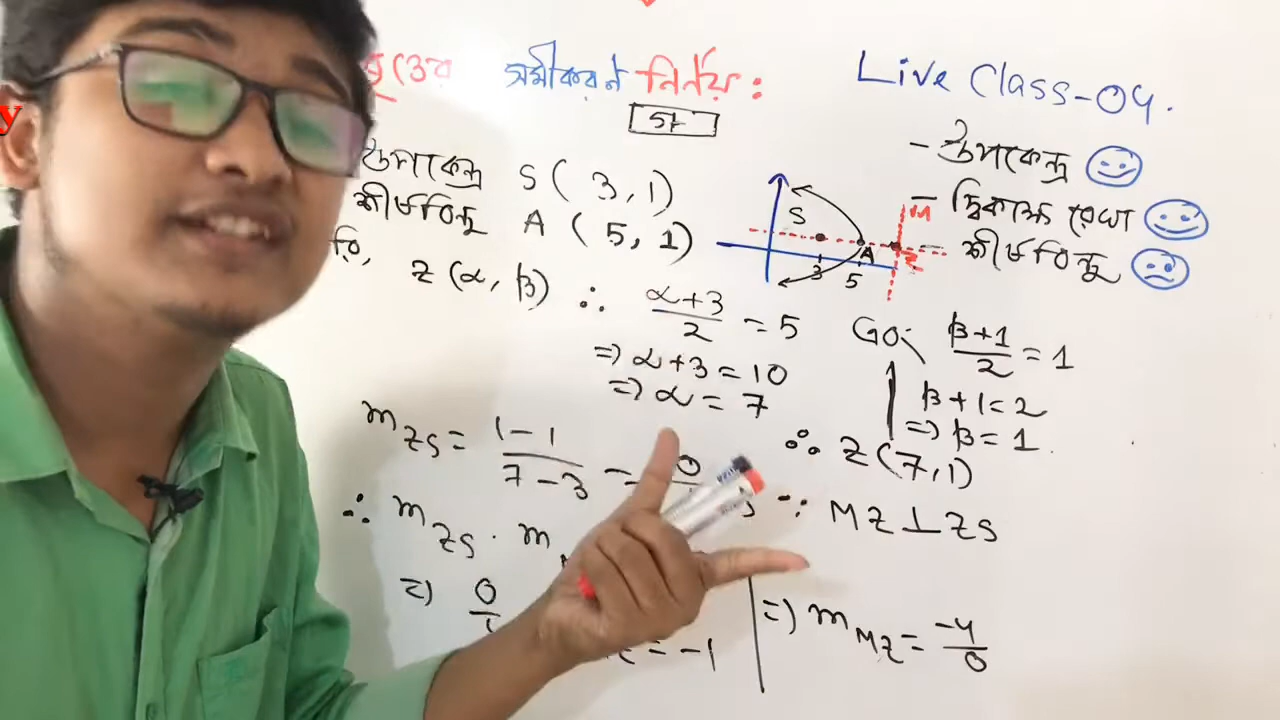 সমীকরণ নির্ণয়:
Live Class-04.
y
উপকেন্দ্র S(3,1)
শীর্ষবিন্দু A (5,1)
রি, Z(α, β) ∴ α+3/2 = 5
=> α+3 = 10
=> α = 7
- উপকেন্দ্র
- দ্বিকাক্ষ রেখা
- শীর্ষবিন্দু
S
A
M
Z
3 5
β+1/2 = 1
β+1=2
=> β = 1
∴ Z(7,1)
m_ZS = 1-1/7-3 = 0
∵ MZ⊥ZS
∴ m_ZS . m
=) 0
= -1
=) m_MZ = -4/0